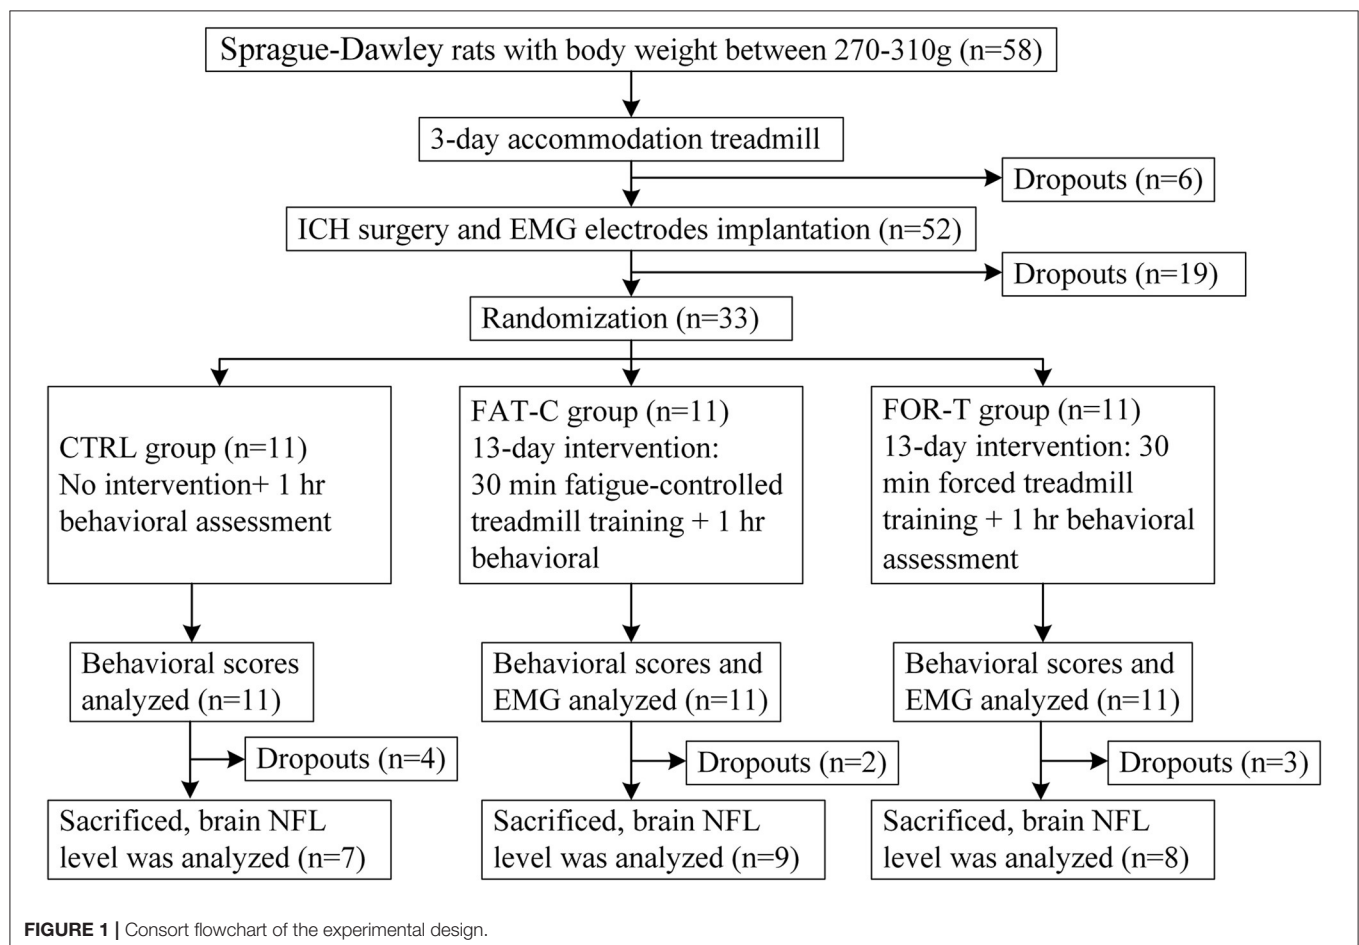 Sprague-Dawley rats with body weight between 270-310g (n=58)
3-day accommodation treadmill
Dropouts (n=6)
ICH surgery and EMG electrodes implantation (n=52)
Dropouts (n=19)
Randomization (n=33)
CTRL group (n=11)
No intervention+ 1 hr
behavioral assessment
FAT-C group (n=11)
13-day intervention:
30 min fatigue-controlled
treadmill training + 1 hr
behavioral
FOR-T group (n=11)
13-day intervention: 30
min forced treadmill
training + 1 hr behavioral
assessment
Behavioral scores
analyzed (n=11)
Behavioral scores and
EMG analyzed (n=11)
Behavioral scores and
EMG analyzed (n=11)
Dropouts (n=4)
Dropouts (n=2)
Dropouts (n=3)
Sacrificed, brain NFL
level was analyzed (n=7)
Sacrificed, brain NFL
level was analyzed (n=9)
Sacrificed, brain NFL
level was analyzed (n=8)
FIGURE 1 | Consort flowchart of the experimental design.